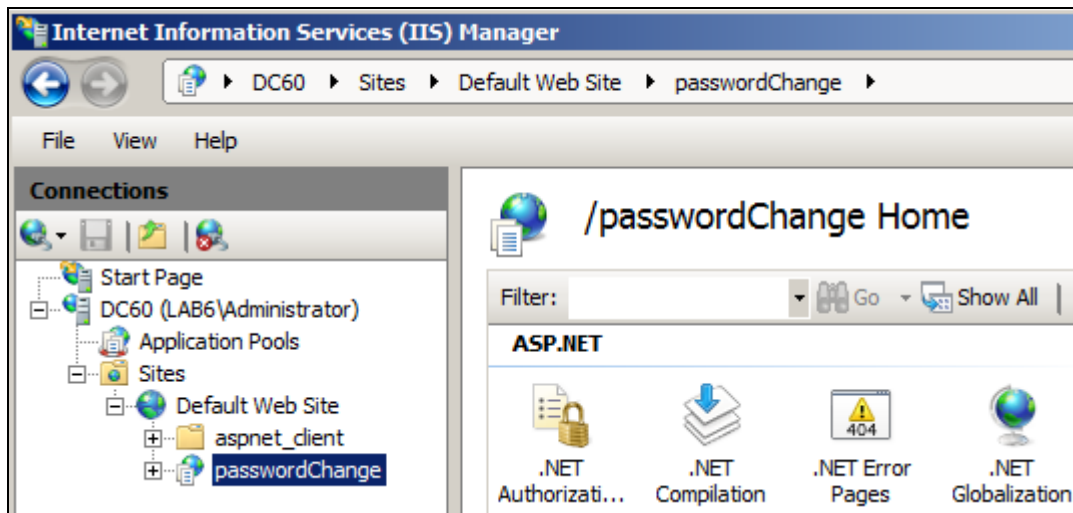 Internet Information Services (IIS) Manager
DC60 Sites Default Web Site passwordChange
File View Help
Connections
Start Page
DC60 (LAB6\Administrator)
Application Pools
Sites
Default Web Site
aspnet_client
passwordChange
/passwordChange Home
Filter: Go Show All
ASP.NET
404
.NET Authorizati...
.NET Compilation
.NET Error Pages
.NET Globalization